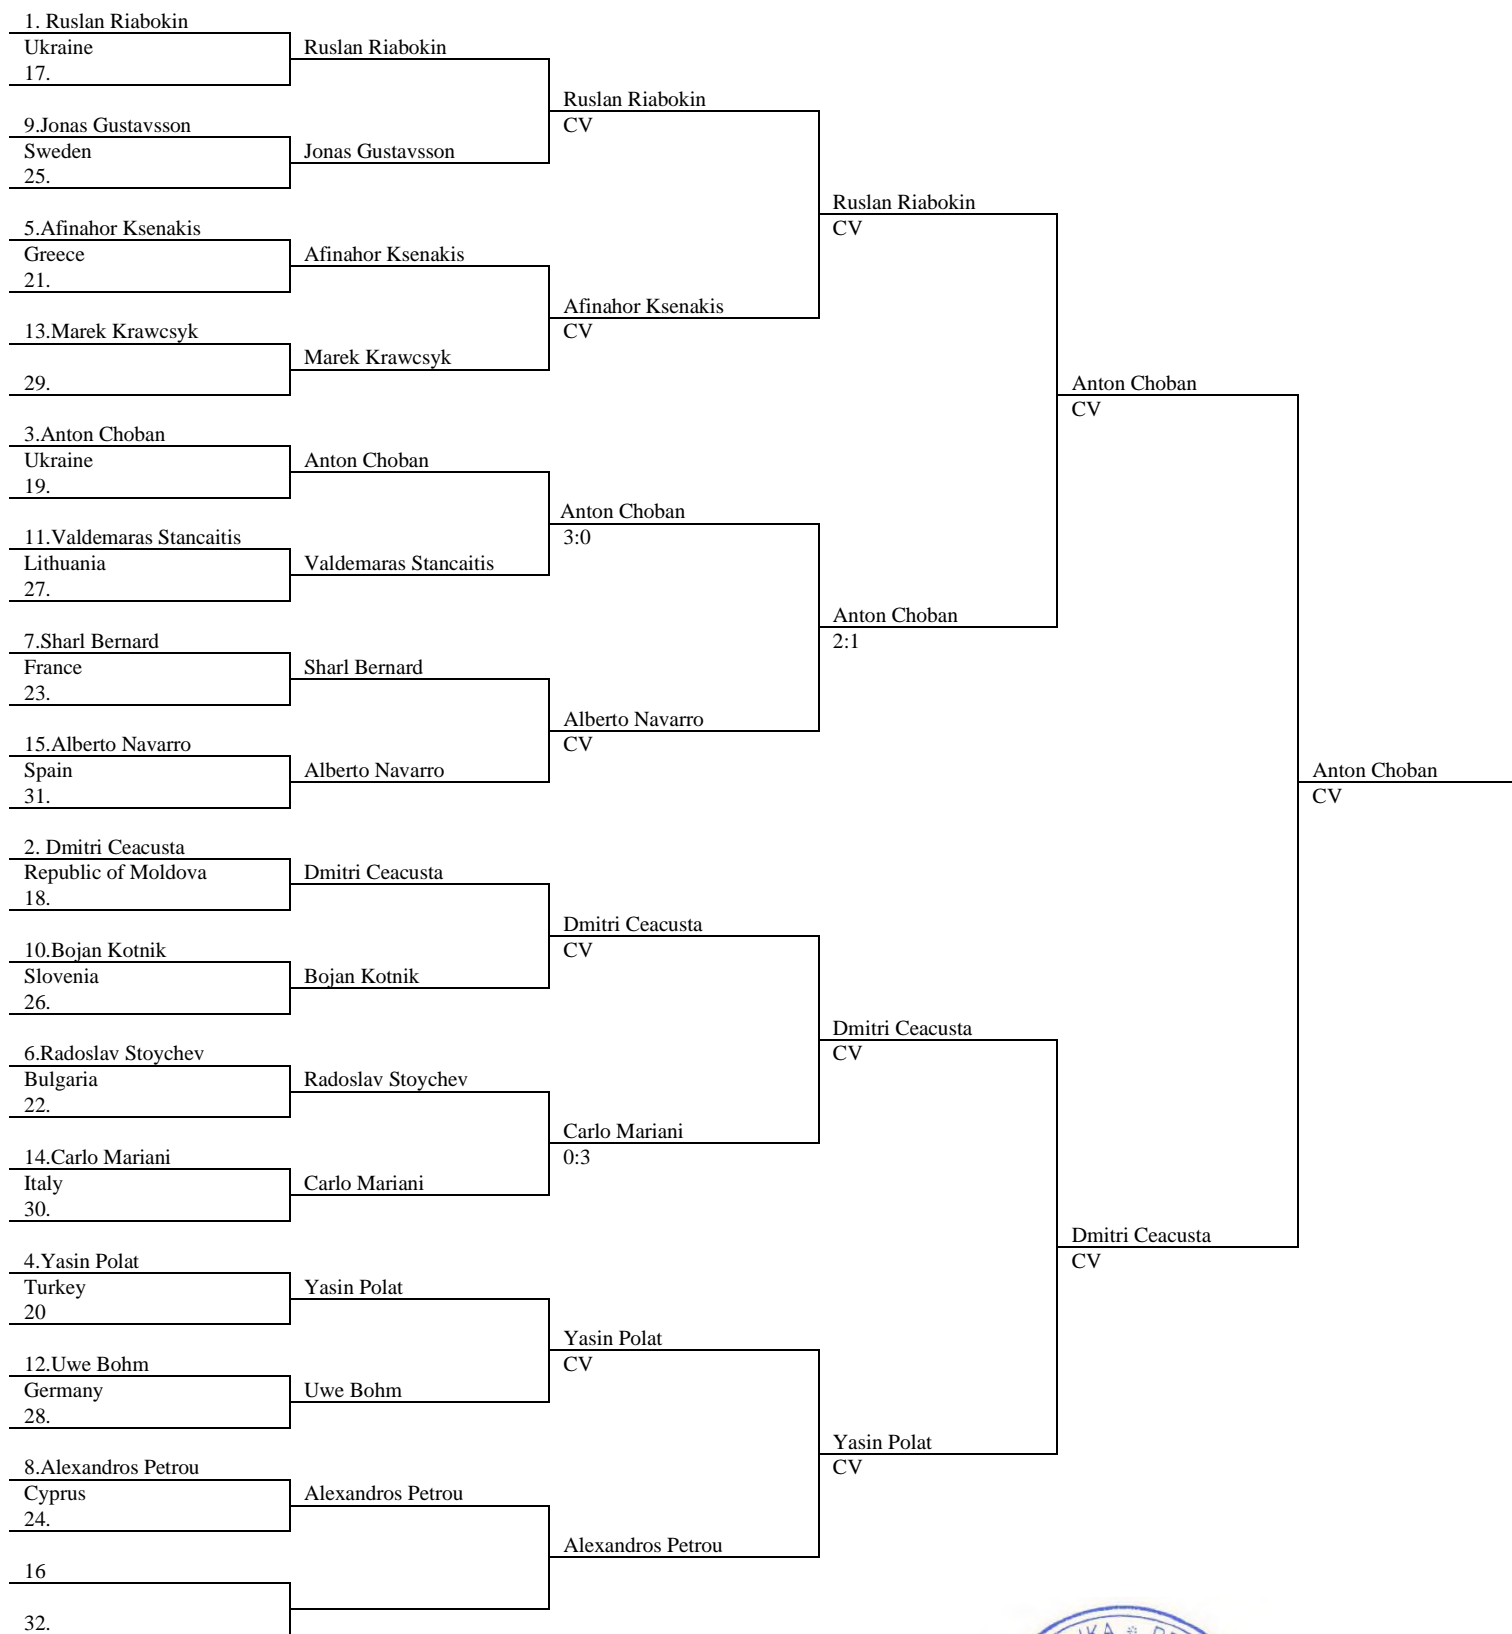 1. Ruslan Riabokin
Ukraine
Ruslan Riabokin
17.
Ruslan Riabokin
9.Jonas Gustavsson
CV
Sweden
Jonas Gustavsson
25.
Ruslan Riabokin
5.Afinahor Ksenakis
CV
Greece
Afinahor Ksenakis
21.
Afinahor Ksenakis
13.Marek Krawcsyk
CV
Marek Krawcsyk
29.
Anton Choban
CV
3.Anton Choban
Ukraine
Anton Choban
19.
Anton Choban
11.Valdemaras Stancaitis
3:0
Lithuania
Valdemaras Stancaitis
27.
Anton Choban
7.Sharl Bernard
2:1
France
Sharl Bernard
23.
Alberto Navarro
15.Alberto Navarro
CV
Spain
Alberto Navarro
Anton Choban
31.
CV
2. Dmitri Ceacusta
Republic of Moldova
Dmitri Ceacusta
18.
Dmitri Ceacusta
10.Bojan Kotnik
CV
Slovenia
Bojan Kotnik
26.
Dmitri Ceacusta
6.Radoslav Stoychev
CV
Bulgaria
Radoslav Stoychev
22.
Carlo Mariani
14.Carlo Mariani
0:3
Italy
Carlo Mariani
30.
Dmitri Ceacusta
4.Yasin Polat
CV
Turkey
Yasin Polat
20
Yasin Polat
12.Uwe Bohm
CV
Germany
Uwe Bohm
28.
Yasin Polat
8.Alexandros Petrou
CV
Cyprus
Alexandros Petrou
24.
Alexandros Petrou
16
32.